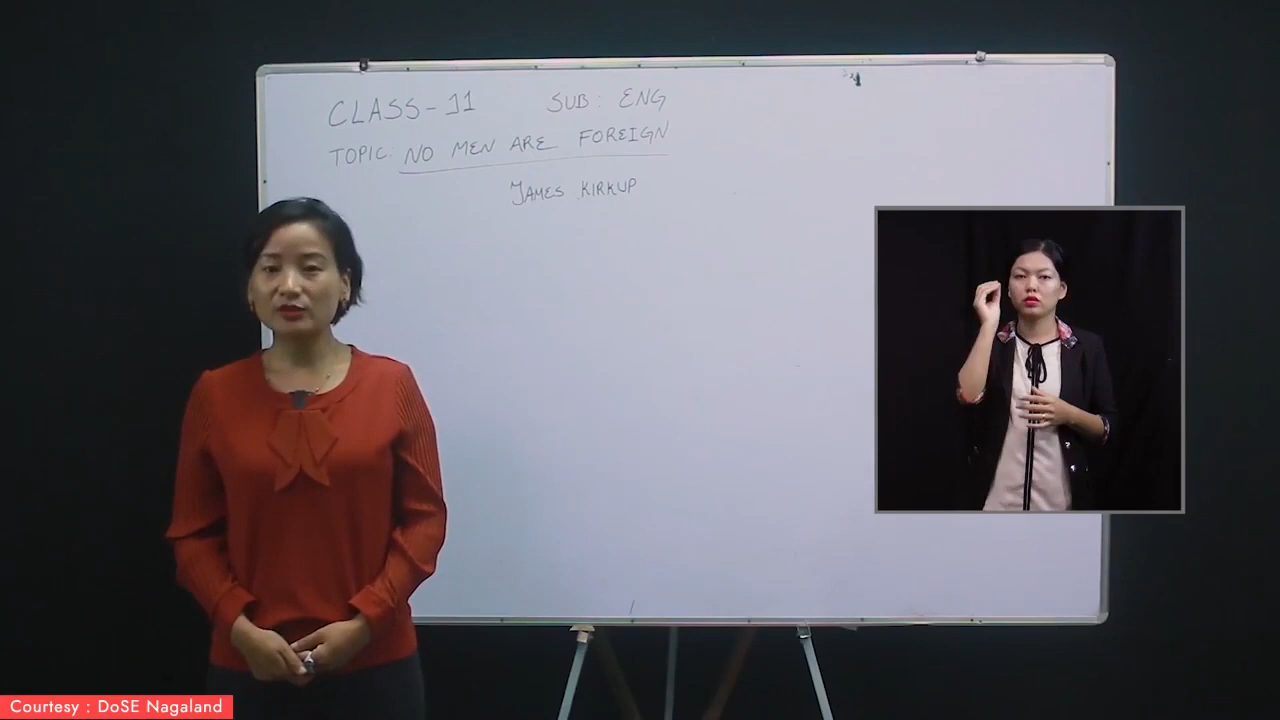 CLASS-11 SUB: ENG
TOPIC: NO MEN ARE FOREIGN
JAMES KIRKUP
Courtesy : DoSE Nagaland